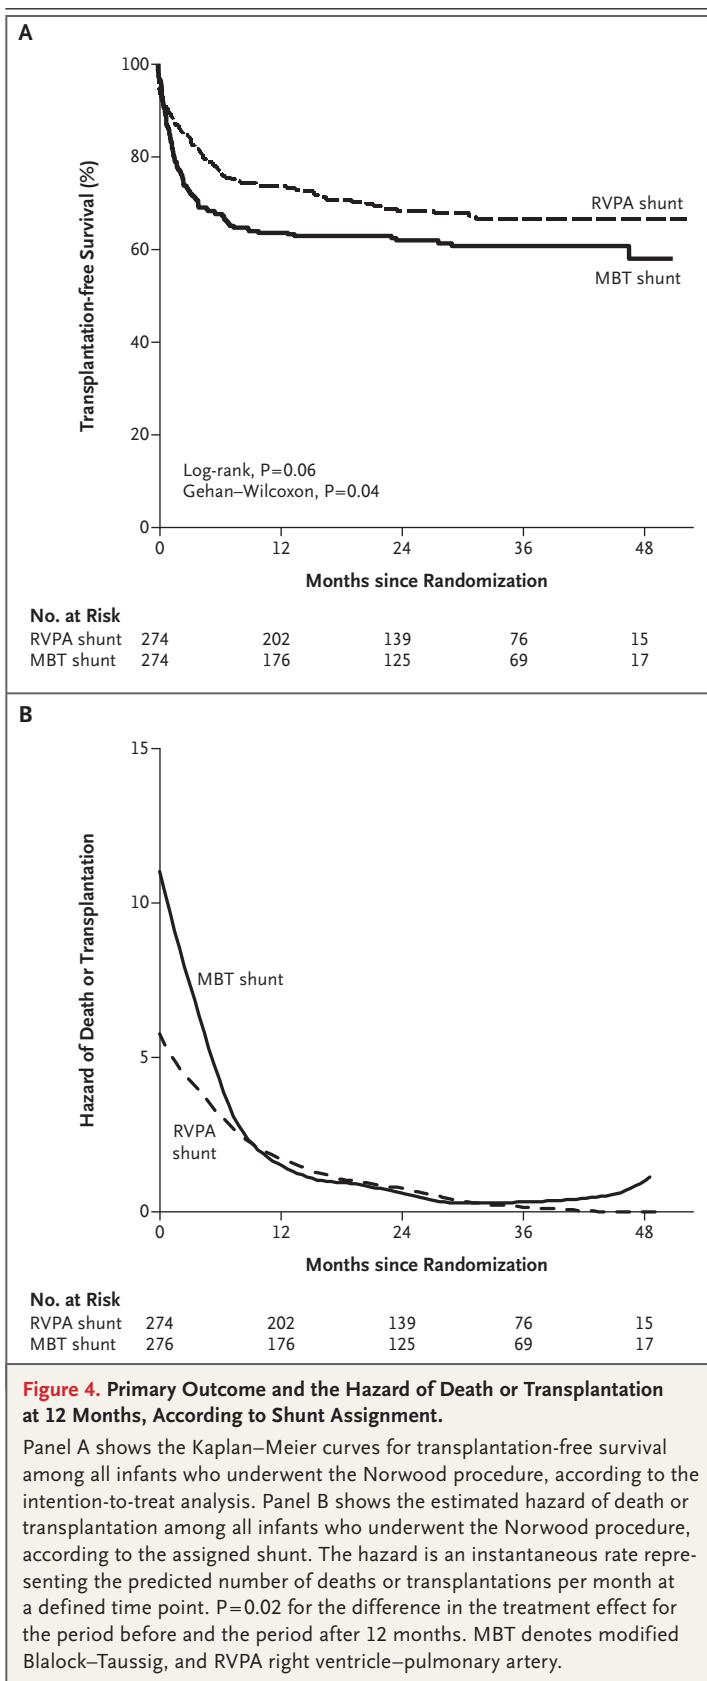 A
100
80
60
40
20
0
Transplantation-free Survival (%)
RVPA shunt
MBT shunt
Log-rank, P=0.06
Gehan–Wilcoxon, P=0.04
0 12 24 36 48
Months since Randomization
No. at Risk
RVPA shunt 274 202 139 76 15
MBT shunt 274 176 125 69 17
B
15
10
5
0
Hazard of Death or Transplantation
MBT shunt
RVPA
shunt
0 12 24 36 48
Months since Randomization
No. at Risk
RVPA shunt 274 202 139 76 15
MBT shunt 276 176 125 69 17
Figure 4. Primary Outcome and the Hazard of Death or Transplantation
at 12 Months, According to Shunt Assignment.
Panel A shows the Kaplan–Meier curves for transplantation-free survival
among all infants who underwent the Norwood procedure, according to the
intention-to-treat analysis. Panel B shows the estimated hazard of death or
transplantation among all infants who underwent the Norwood procedure,
according to the assigned shunt. The hazard is an instantaneous rate repre-
senting the predicted number of deaths or transplantations per month at
a defined time point. P=0.02 for the difference in the treatment effect for
the period before and the period after 12 months. MBT denotes modified
Blalock–Taussig, and RVPA right ventricle–pulmonary artery.